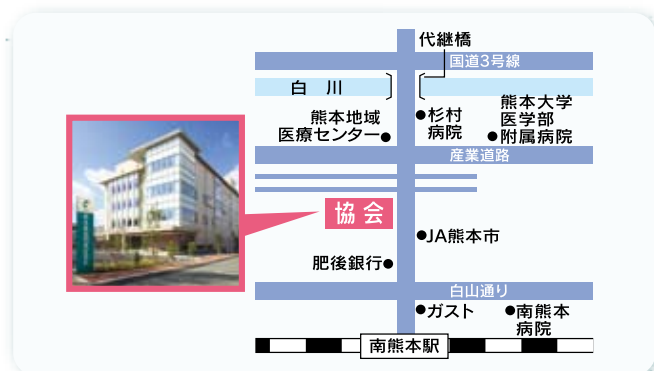 代継橋
国道3号線
白 川
熊本地域
医療センター
杉村
病院
熊本大学
医学部
附属病院
産業道路
協会
JA熊本市
肥後銀行
白山通り
ガスト
南熊本
病院
南熊本駅